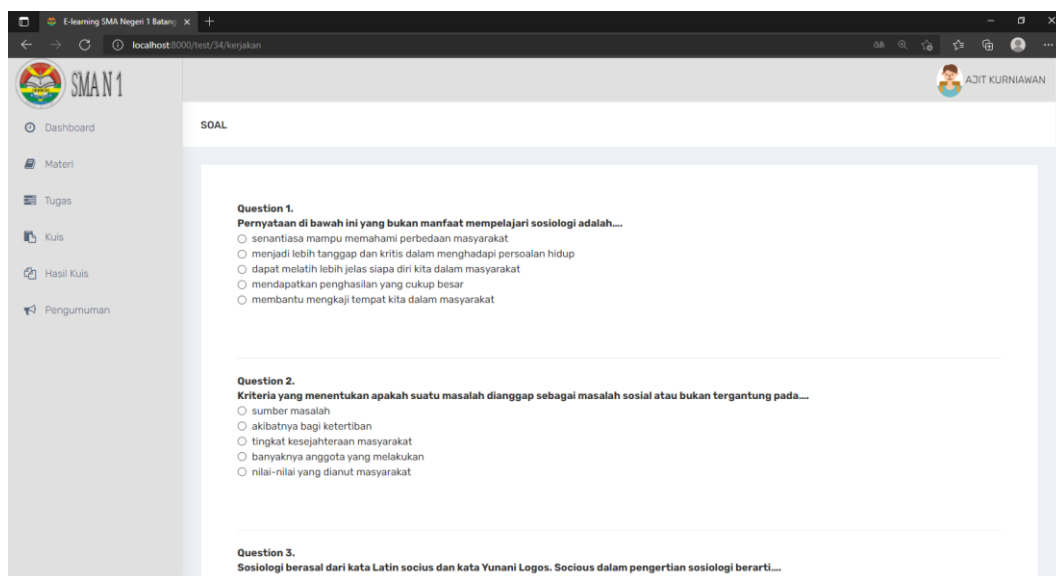 E-learning SMA Negeri 1 Batang
localhost:8000/test/34/kerjakan
SMA N 1
AJIT KURNIAWAN
Dashboard
SOAL
Materi
Tugas
Kuis
Hasil Kuis
Pengumuman
Question 1.
Pernyataan di bawah ini yang bukan manfaat mempelajari sosiologi adalah....
senantiasa mampu memahami perbedaan masyarakat
menjadi lebih tanggap dan kritis dalam menghadapi persoalan hidup
dapat melatih lebih jelas siapa diri kita dalam masyarakat
mendapatkan penghasilan yang cukup besar
membantu mengkaji tempat kita dalam masyarakat
Question 2.
Kriteria yang menentukan apakah suatu masalah dianggap sebagai masalah sosial atau bukan tergantung pada....
sumber masalah
akibatnya bagi ketertiban
tingkat kesejahteraan masyarakat
banyaknya anggota yang melakukan
nilai-nilai yang dianut masyarakat
Question 3.
Sosiologi berasal dari kata Latin socius dan kata Yunani Logos. Socious dalam pengertian sosiologi berarti....